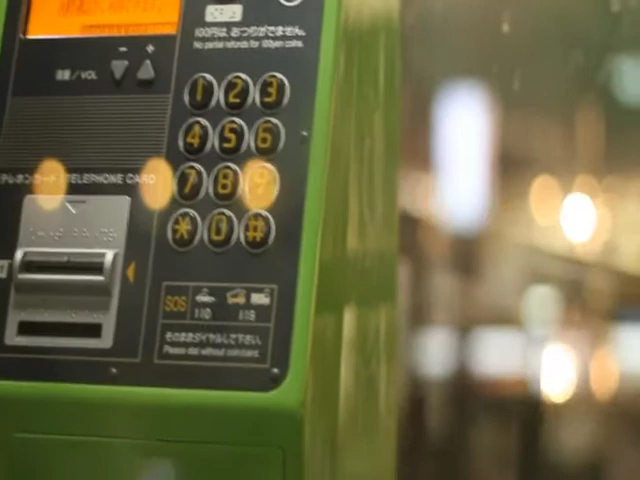 100円は、おつりがでません。
No partial refunds for 100yen coins.
- +
音量/VOL
1 2 3
4 5 6
テレホンカード/TELEPHONE CARD
7 8 9
* 0 #
SOS 110 119
そのままダイヤルして下さい。
Please dial without coin/card.